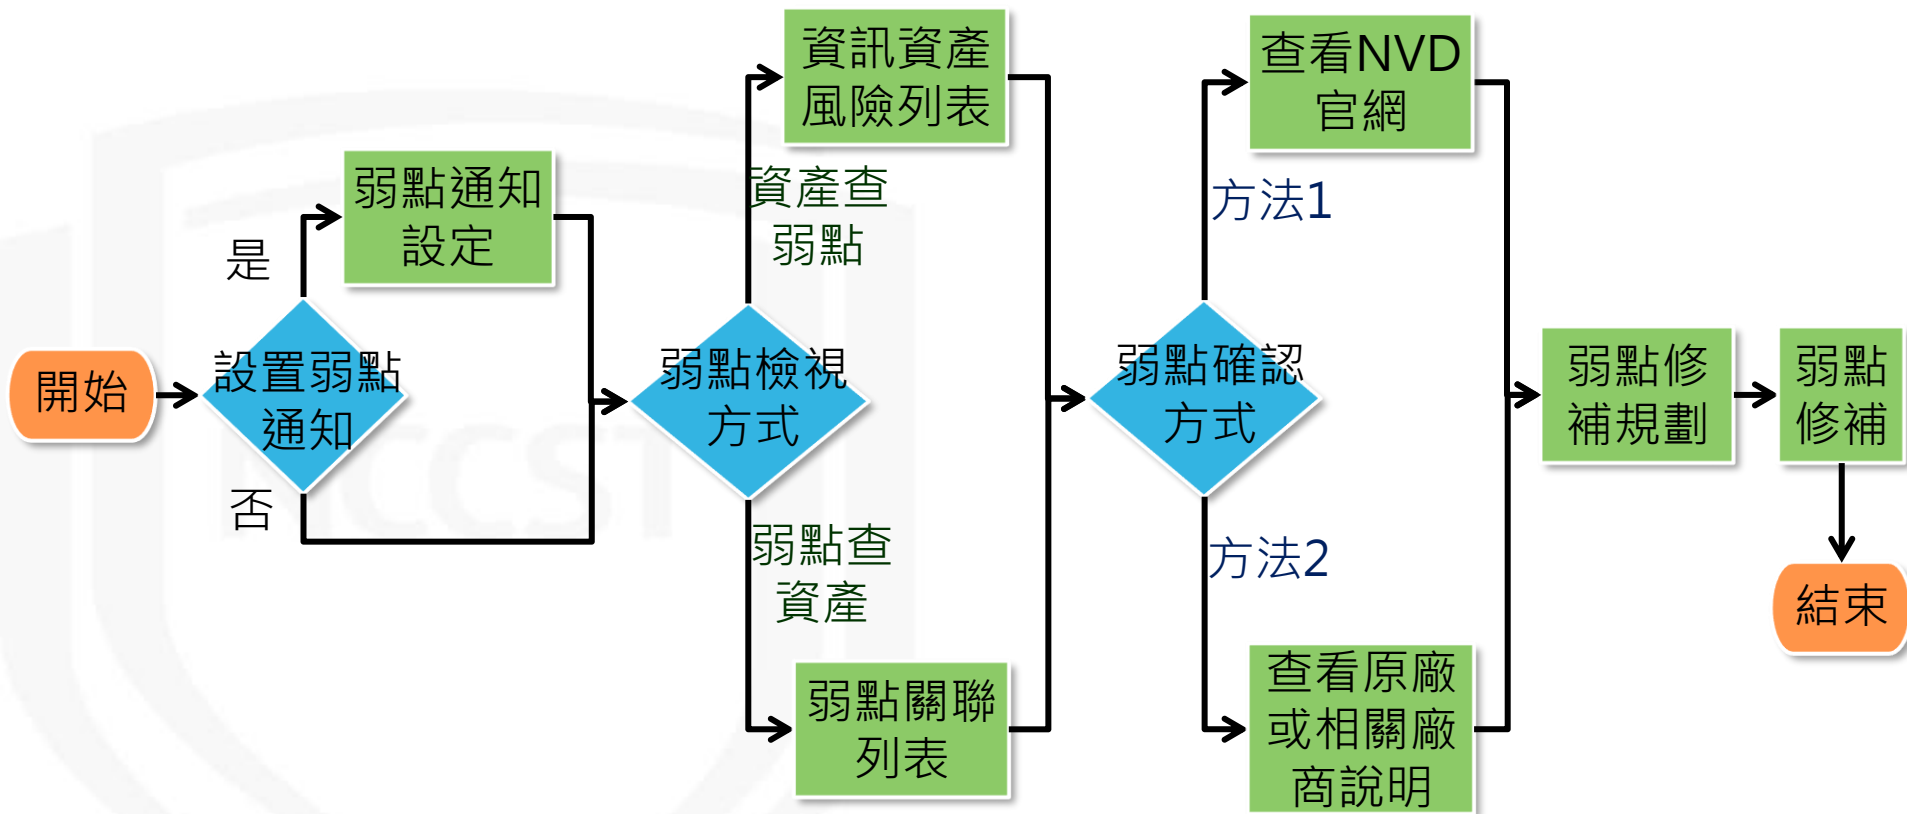 開始
設置弱點
通知
是
否
弱點通知
設定
弱點檢視
方式
資產查
弱點
弱點查
資產
資訊資產
風險列表
弱點關聯
列表
弱點確認
方式
方法1
方法2
查看NVD
官網
查看原廠
或相關廠
商說明
弱點修
補規劃
弱點
修補
結束
NCCST